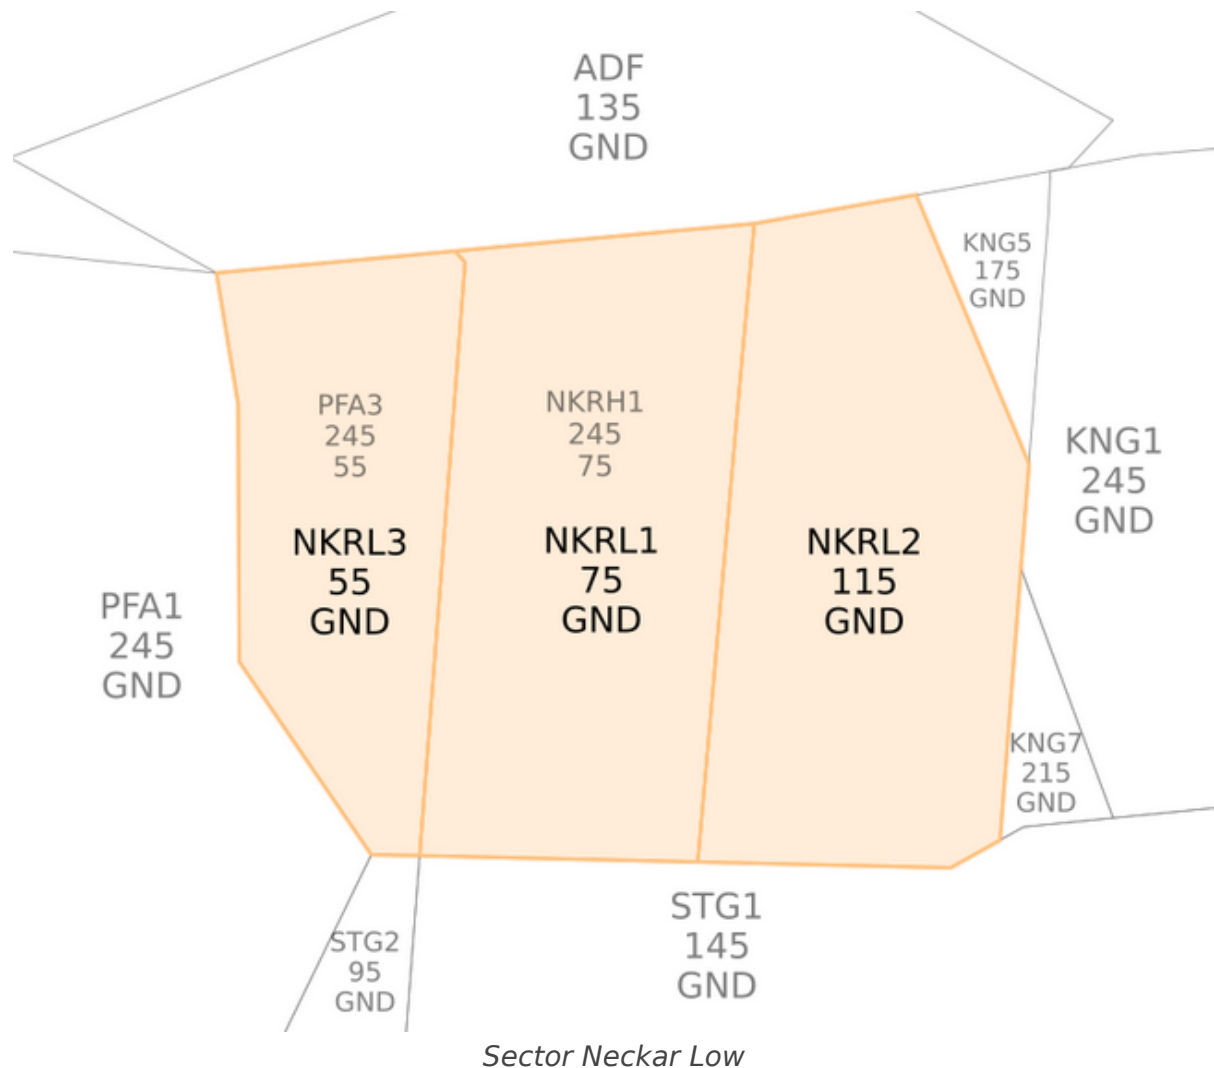 ADF
135
GND
KNG5
175
GND
PFA3
245
55
NKRH1
245
75
KNG1
245
GND
NKRL3
55
GND
NKRL1
75
GND
NKRL2
115
GND
PFA1
245
GND
KNG7
215
GND
STG1
145
GND
STG2
95
GND
Sector Neckar Low